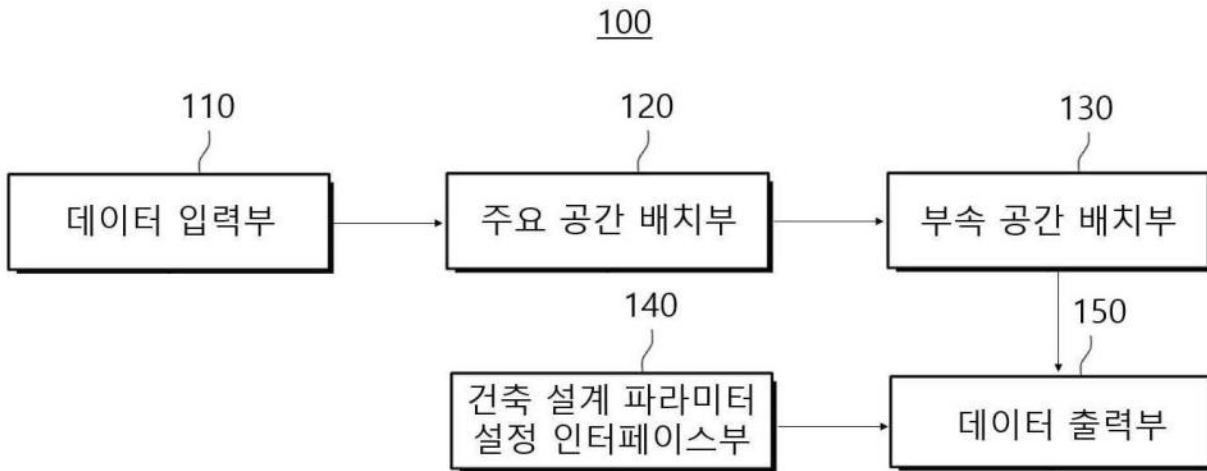 100
110
120
130
데이터 입력부
주요 공간 배치부
부속 공간 배치부
140
150
건축 설계 파라미터
설정 인터페이스부
데이터 출력부